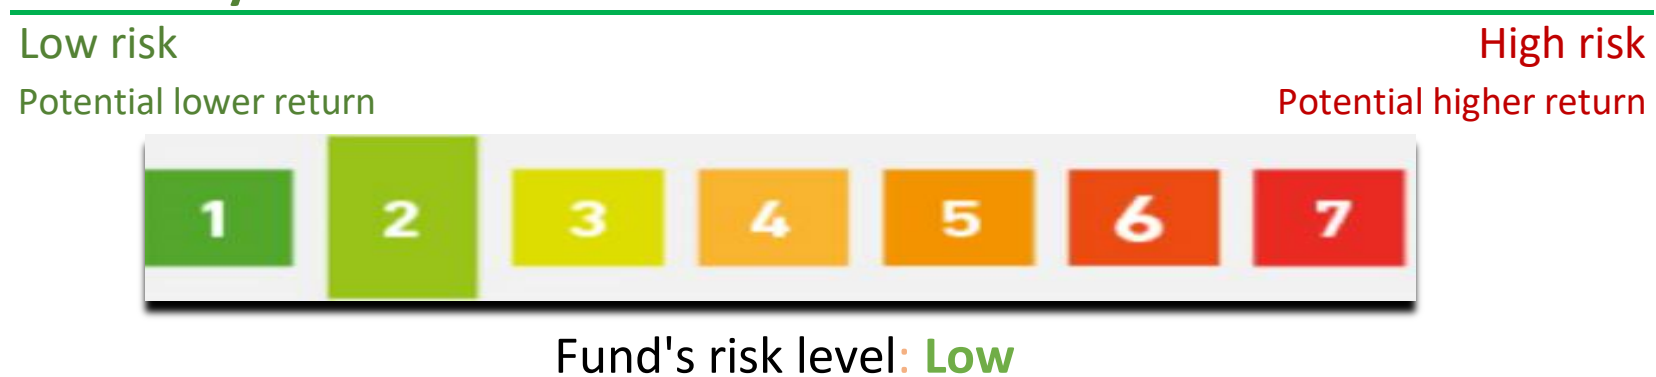 Low risk
High risk
Potential lower return
Potential higher return
1 2 3 4 5 6 7
Fund's risk level: Low